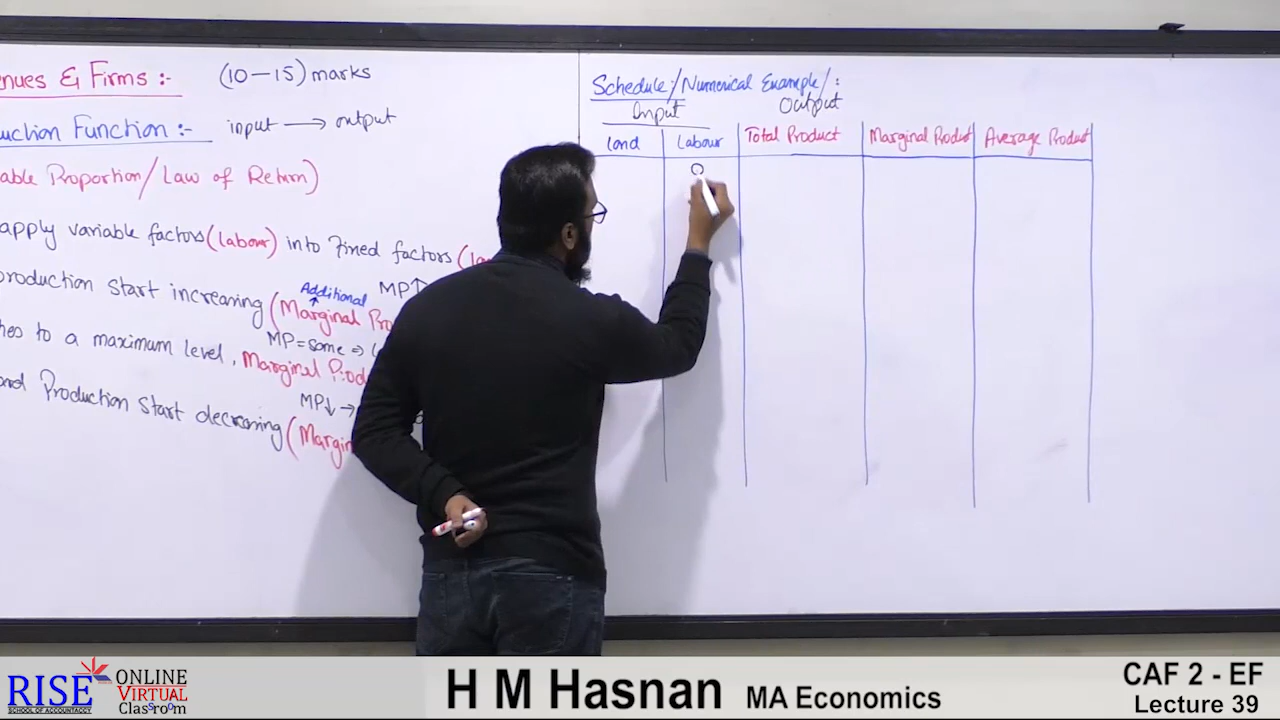 nues & Firms :- (10-15) marks
uction Function :- input → output
able Proportion/Law of Return)
apply variable factors (labour) into Fixed factors (la
production start increasing (Marginal Pro
Additional MP↑
hes to a maximum level, Marginal Prod
MP = same ⇒
and Production start decreasing (Margin
MP↓ →
Schedule/Numerical Example/:
Input Output
Land Labour Total Product Marginal Product Average Product
0
RISE ONLINE VIRTUAL Classroom
SCHOOL OF ACCOUNTANCY
H M Hasnan MA Economics
CAF 2 - EF
Lecture 39